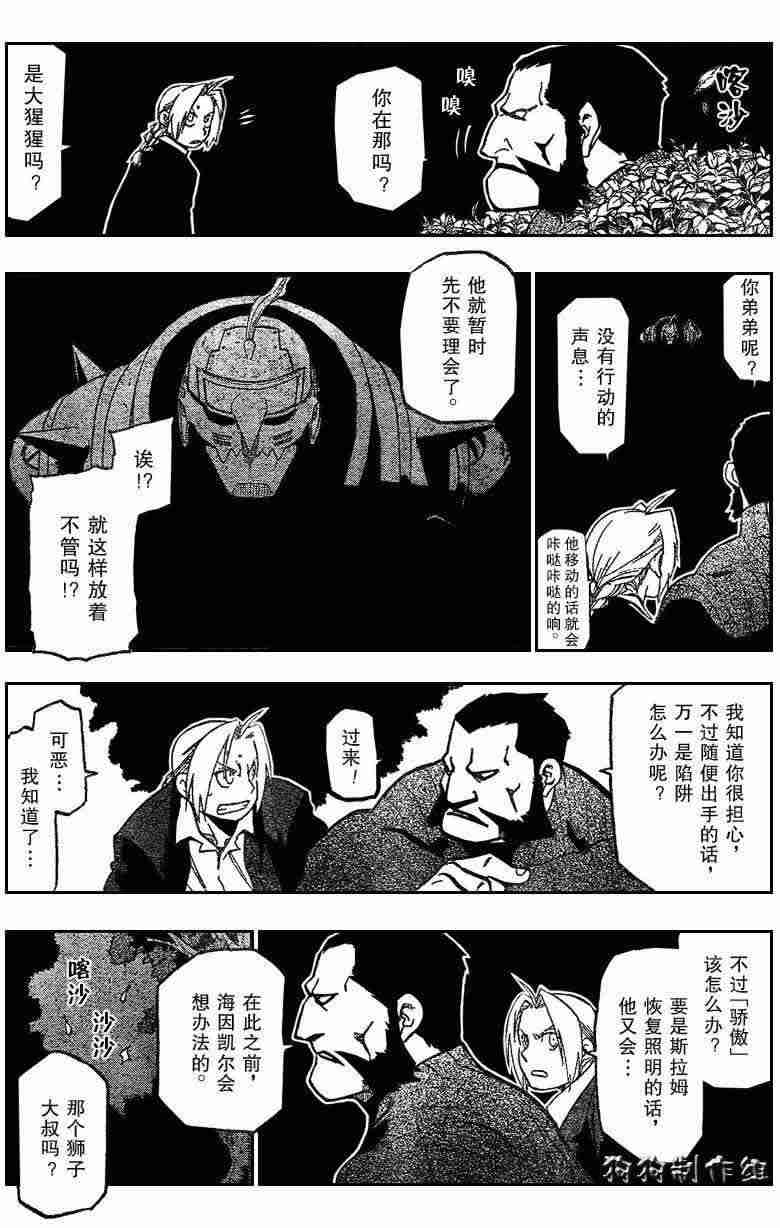 喀沙
嗅
嗅
你在那吗?
是大猩猩吗?
你弟弟呢?
没有行动的
声息…
他移动的话就会
咔哒咔哒的响。
他就暂时
先不要理会了。
诶!?
就这样放着
不管吗!?
我知道你很担心,
不过随便出手的话,
万一是陷阱
怎么办呢?
过来!
可恶…
我知道了…
不过「骄傲」
该怎么办?
要是斯拉姆
恢复照明的话,
他又会…
在此之前,
海因凯尔会
想办法的。
喀沙
沙沙
那个狮子
大叔吗?
狗狗制作组